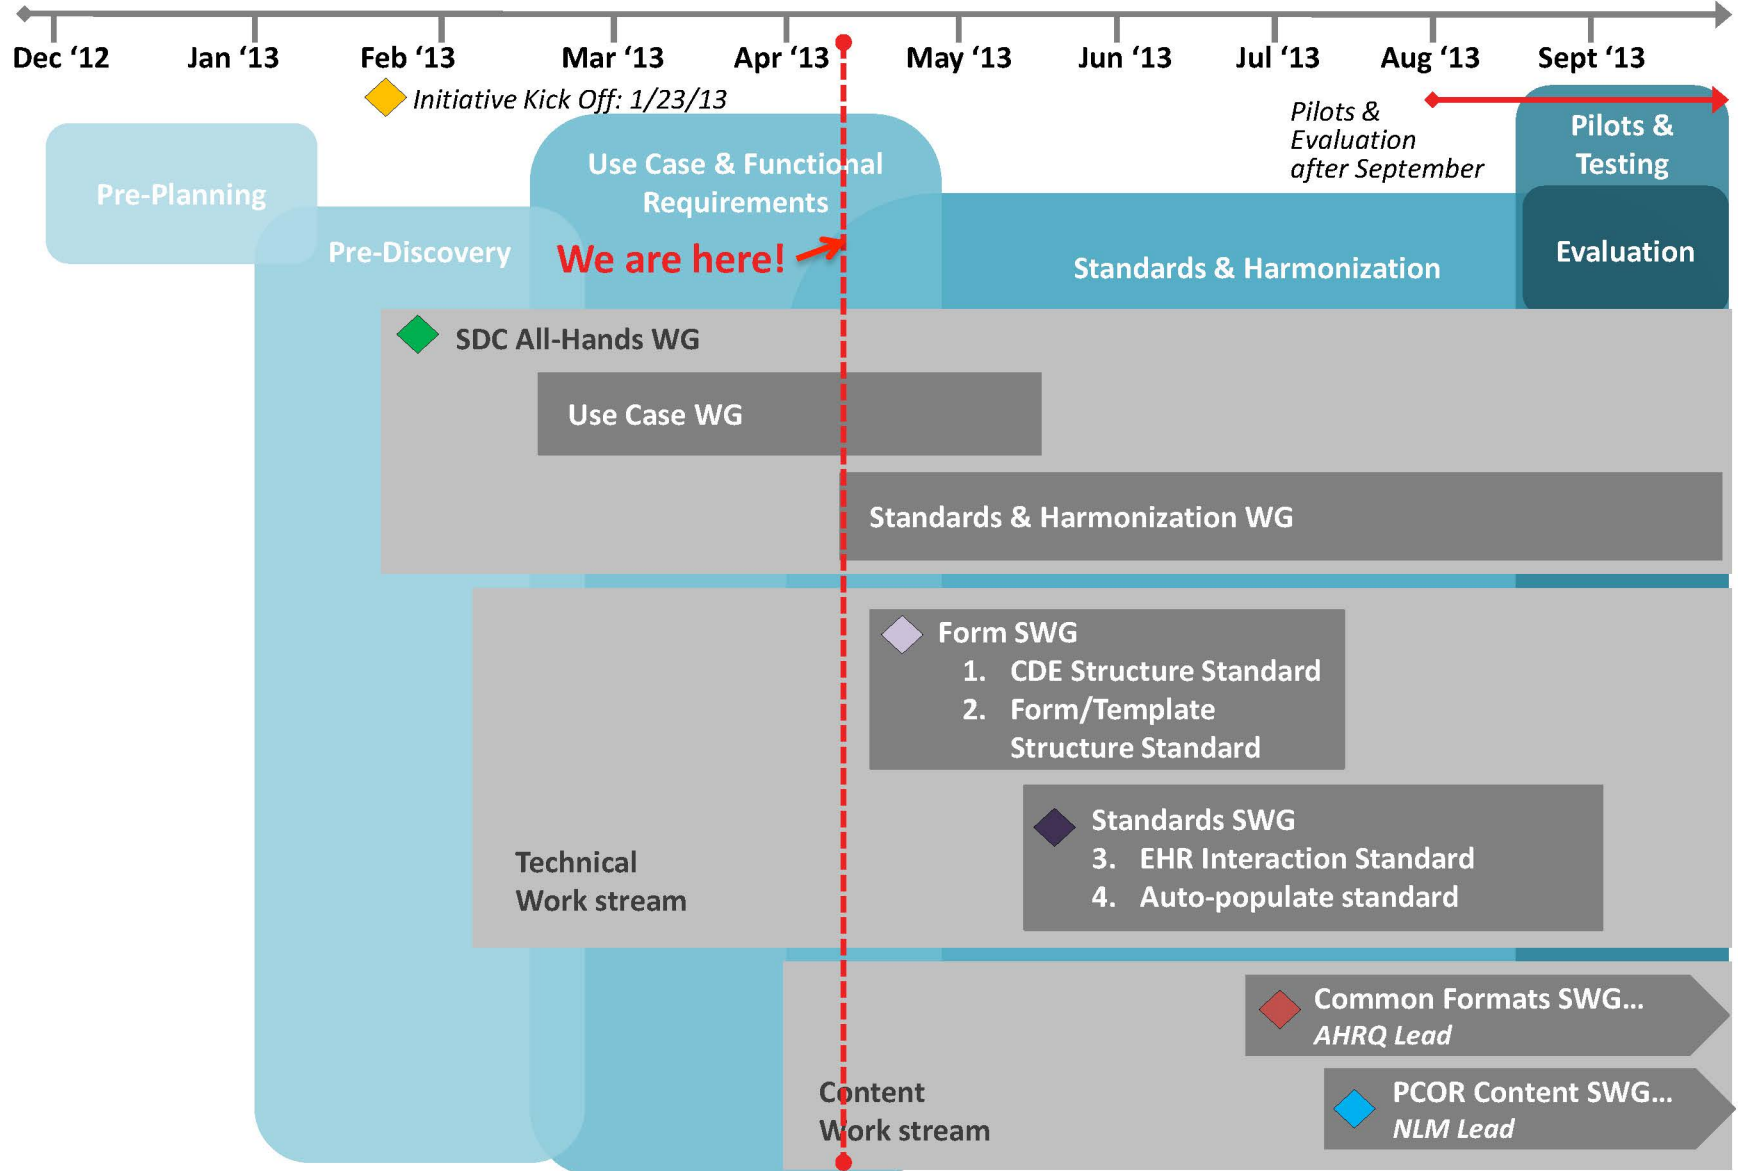 Dec ‘12 Jan ‘13 Feb ‘13 Mar ‘13 Apr ‘13 May ‘13 Jun ‘13 Jul ‘13 Aug ‘13 Sept ‘13
Initiative Kick Off: 1/23/13
Pilots &
Evaluation
after September
Pilots &
Testing
Pre-Planning
Use Case & Functional
Requirements
Pre-Discovery
We are here!
Standards & Harmonization
Evaluation
SDC All-Hands WG
Use Case WG
Standards & Harmonization WG
Form SWG
1. CDE Structure Standard
2. Form/Template
Structure Standard
Standards SWG
3. EHR Interaction Standard
4. Auto-populate standard
Technical
Work stream
Common Formats SWG...
AHRQ Lead
Content
Work stream
PCOR Content SWG...
NLM Lead